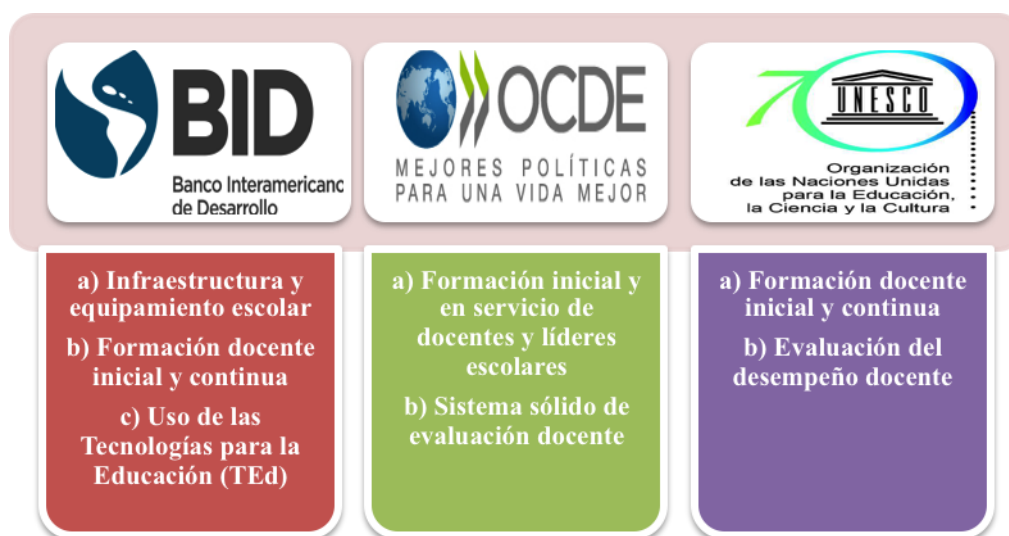 BID
Banco Interamericano
de Desarrollo
OCDE
MEJORES POLÍTICAS
PARA UNA VIDA MEJOR
70
UNESCO
Organización
de las Naciones Unidas
para la Educación,
la Ciencia y la Cultura
a) Infraestructura y
equipamiento escolar
b) Formación docente
inicial y continua
c) Uso de las
Tecnologías para la
Educación (TEd)
a) Formación inicial y
en servicio de
docentes y líderes
escolares
b) Sistema sólido de
evaluación docente
a) Formación docente
inicial y continua
b) Evaluación del
desempeño docente